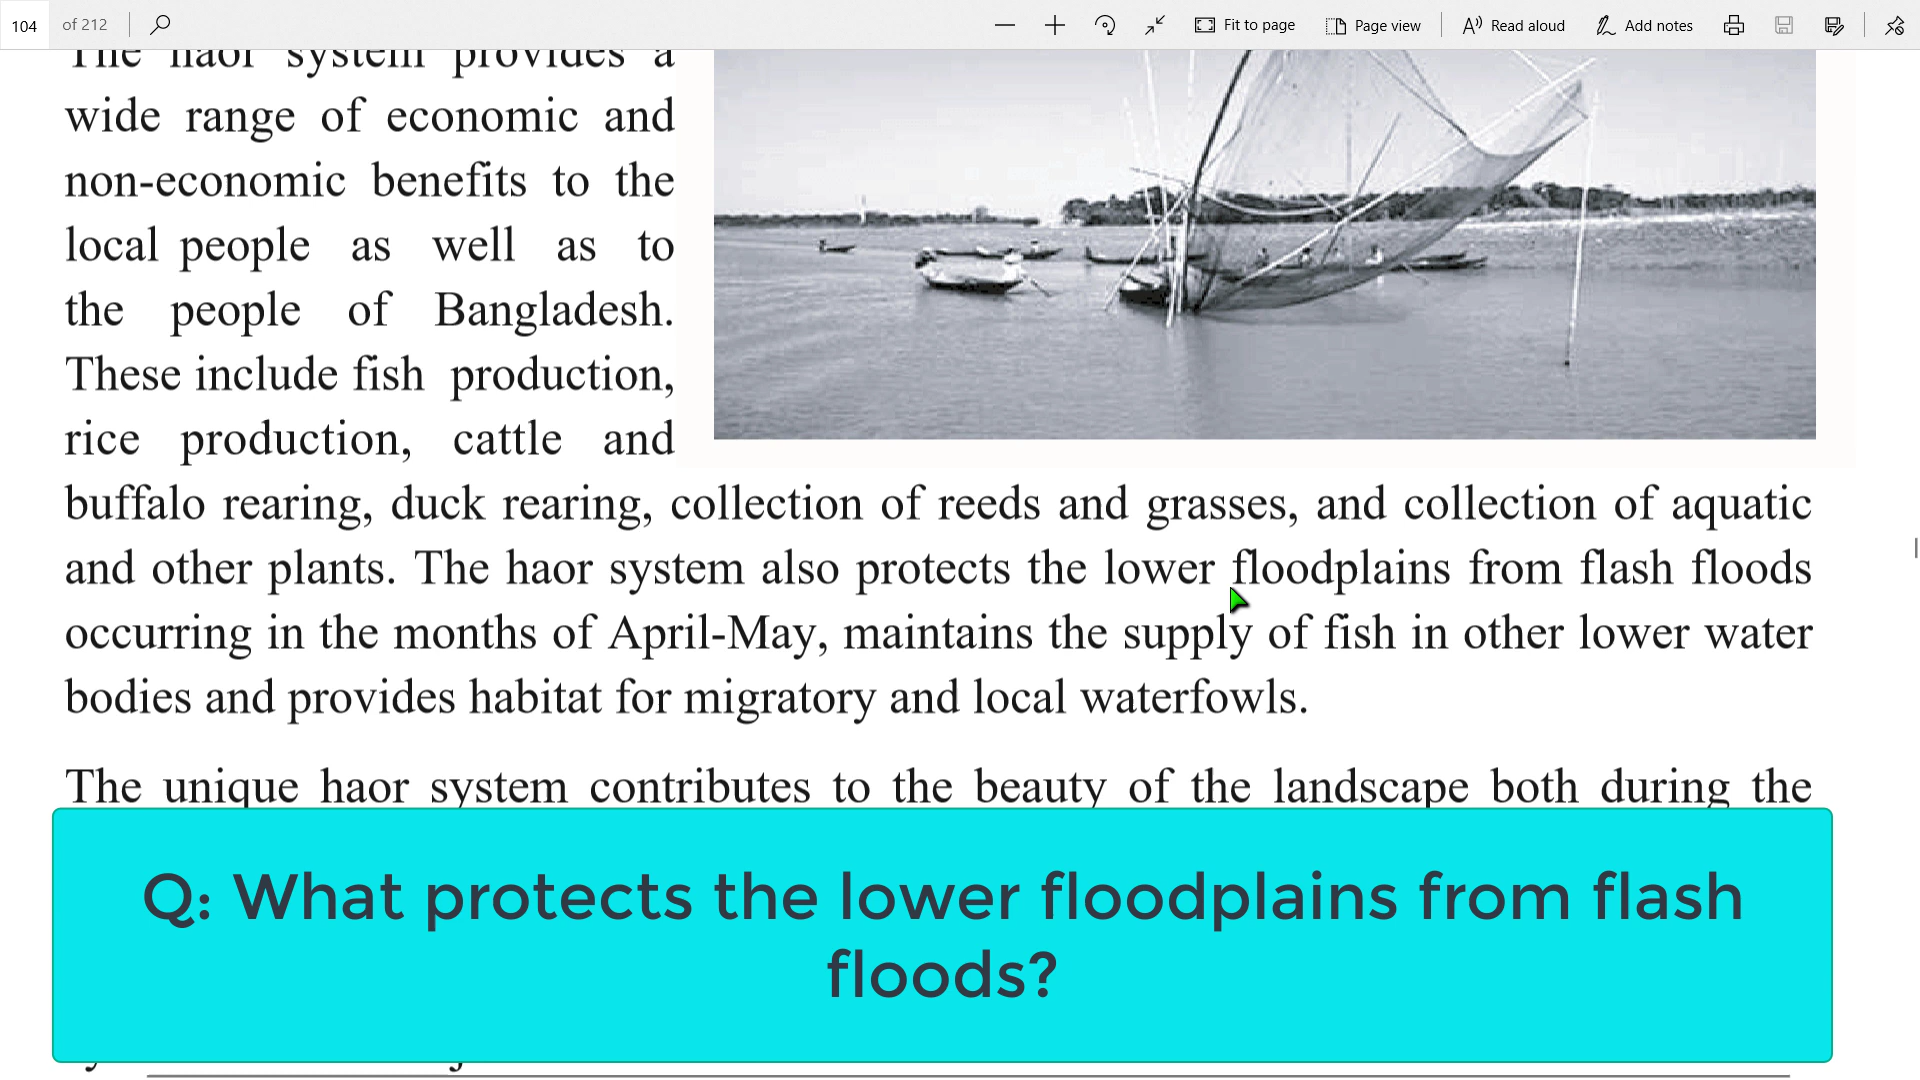 104 of 212 Fit to page Page view Read aloud Add notes
The haor system provides a
wide range of economic and
non-economic benefits to the
local people as well as to
the people of Bangladesh.
These include fish production,
rice production, cattle and
buffalo rearing, duck rearing, collection of reeds and grasses, and collection of aquatic
and other plants. The haor system also protects the lower floodplains from flash floods
occurring in the months of April-May, maintains the supply of fish in other lower water
bodies and provides habitat for migratory and local waterfowls.
The unique haor system contributes to the beauty of the landscape both during the
Q: What protects the lower floodplains from flash
floods?